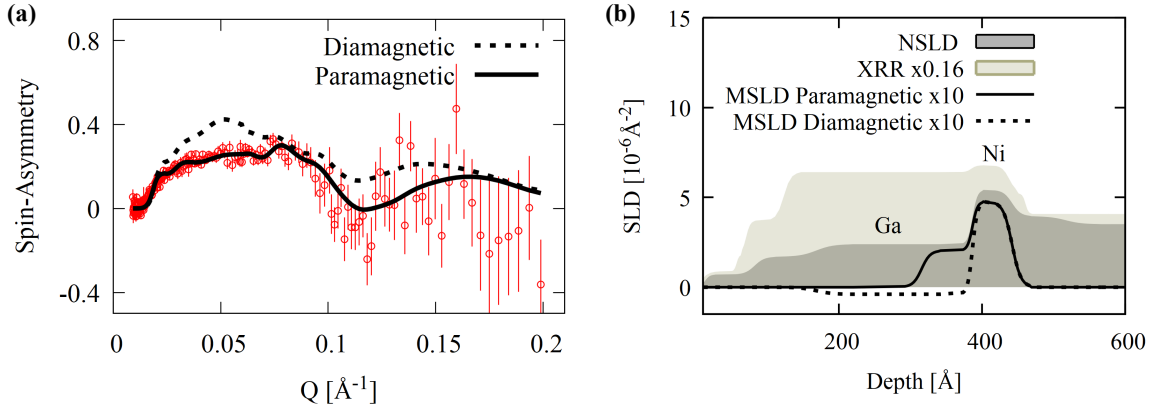 (a)
0.8
0.4
0
-0.4
Spin-Asymmetry
Diamagnetic
Paramagnetic
0 0.05 0.1 0.15 0.2
Q [Å⁻¹]
(b)
15
10
5
0
SLD [10⁻⁶Å⁻²]
NSLD
XRR x0.16
MSLD Paramagnetic x10
MSLD Diamagnetic x10
Ni
Ga
200 400 600
Depth [Å]